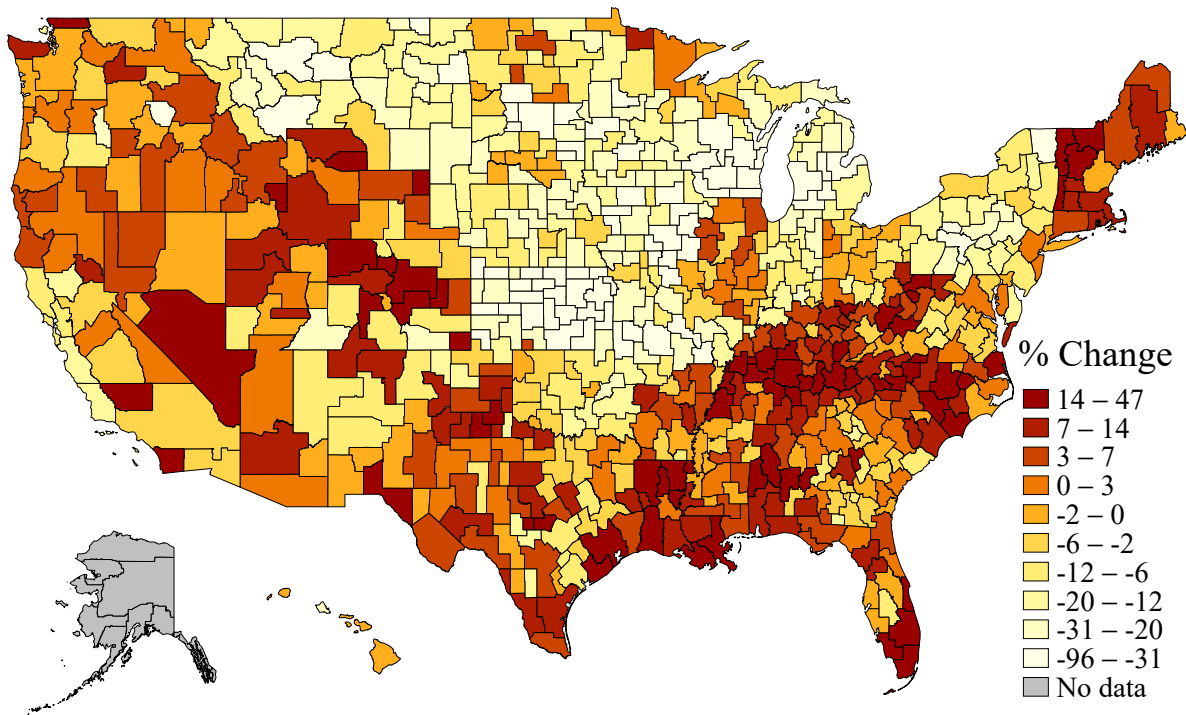 % Change
14 – 47
7 – 14
3 – 7
0 – 3
-2 – 0
-6 – -2
-12 – -6
-20 – -12
-31 – -20
-96 – -31
No data